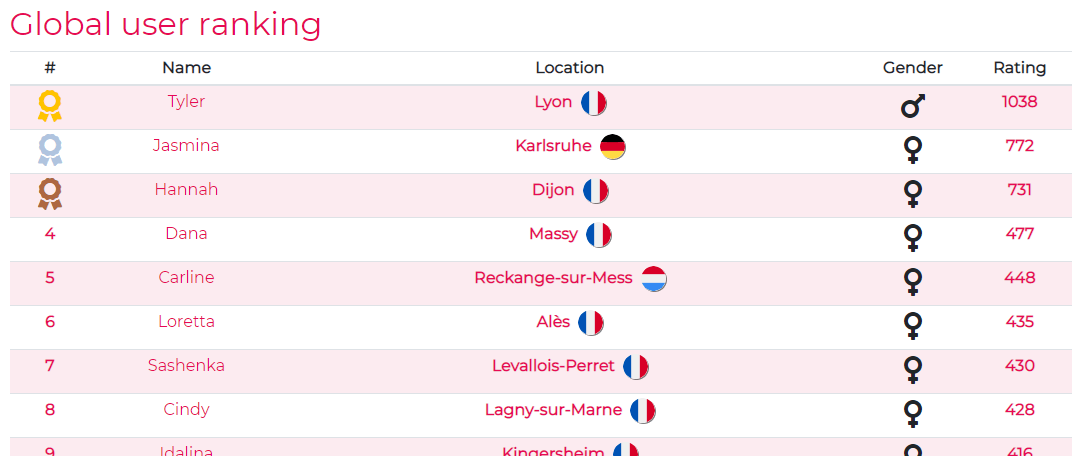 Global user ranking
# Name Location Gender Rating
Tyler Lyon 1038
Jasmina Karlsruhe 772
Hannah Dijon 731
4 Dana Massy 477
5 Carline Reckange-sur-Mess 448
6 Loretta Alès 435
7 Sashenka Levallois-Perret 430
8 Cindy Lagny-sur-Marne 428
9 Idalina Kingersheim 416